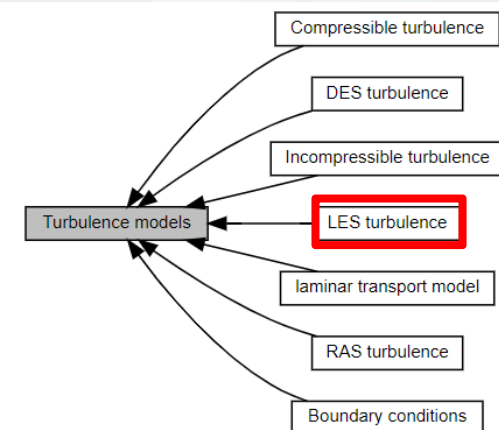 Compressible turbulence
DES turbulence
Incompressible turbulence
Turbulence models
LES turbulence
laminar transport model
RAS turbulence
Boundary conditions